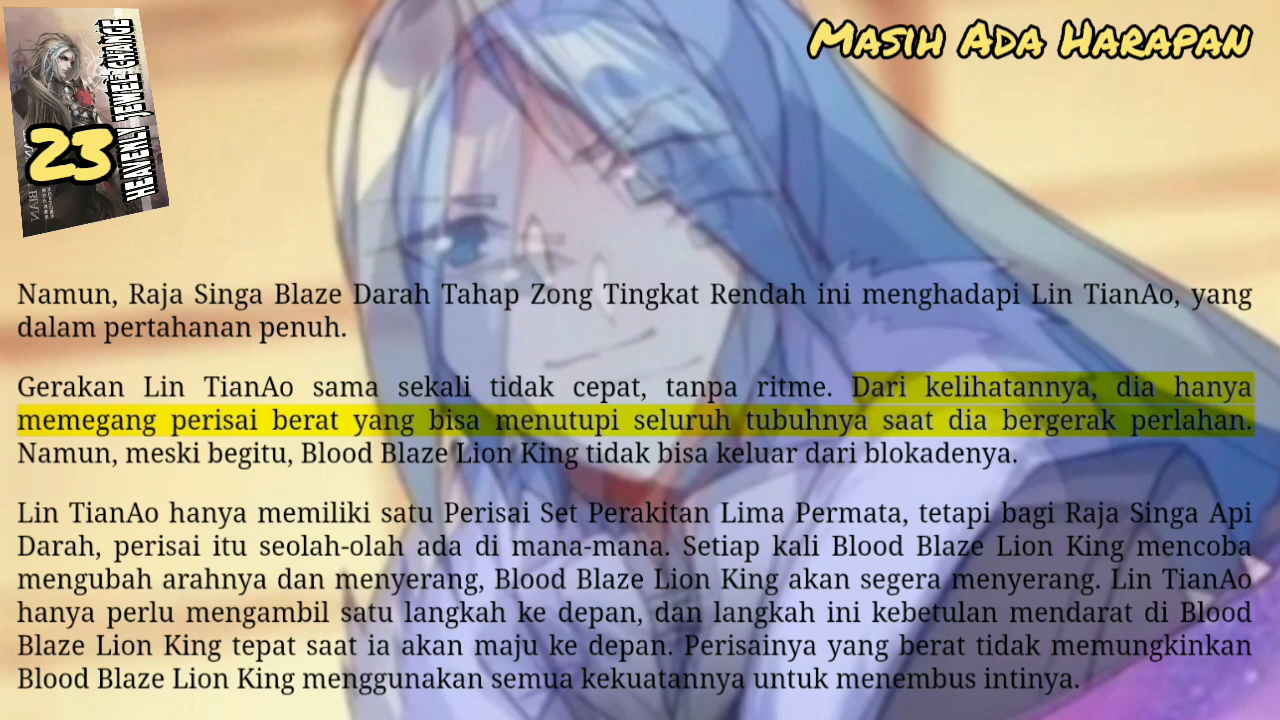 Masih Ada Harapan
HEAVENLY JEWEL CHANGE
23
Namun, Raja Singa Blaze Darah Tahap Zong Tingkat Rendah ini menghadapi Lin TianAo, yang
dalam pertahanan penuh.
Gerakan Lin TianAo sama sekali tidak cepat, tanpa ritme. Dari kelihatannya, dia hanya
memegang perisai berat yang bisa menutupi seluruh tubuhnya saat dia bergerak perlahan.
Namun, meski begitu, Blood Blaze Lion King tidak bisa keluar dari blokadenya.
Lin TianAo hanya memiliki satu Perisai Set Perakitan Lima Permata, tetapi bagi Raja Singa Api
Darah, perisai itu seolah-olah ada di mana-mana. Setiap kali Blood Blaze Lion King mencoba
mengubah arahnya dan menyerang, Blood Blaze Lion King akan segera menyerang. Lin TianAo
hanya perlu mengambil satu langkah ke depan, dan langkah ini kebetulan mendarat di Blood
Blaze Lion King tepat saat ia akan maju ke depan. Perisainya yang berat tidak memungkinkan
Blood Blaze Lion King menggunakan semua kekuatannya untuk menembus intinya.